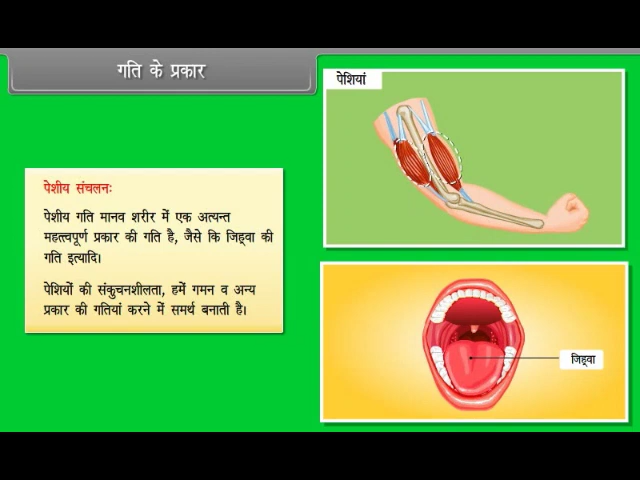 गति के प्रकार
पेशीय संचलनः
पेशीय गति मानव शरीर में एक अत्यन्त
महत्त्वपूर्ण प्रकार की गति है, जैसे कि जिह्वा की
गति इत्यादि।
पेशियों की संकुचनशीलता, हमें गमन व अन्य
प्रकार की गतियां करने में समर्थ बनाती है।
पेशियां
जिह्वा